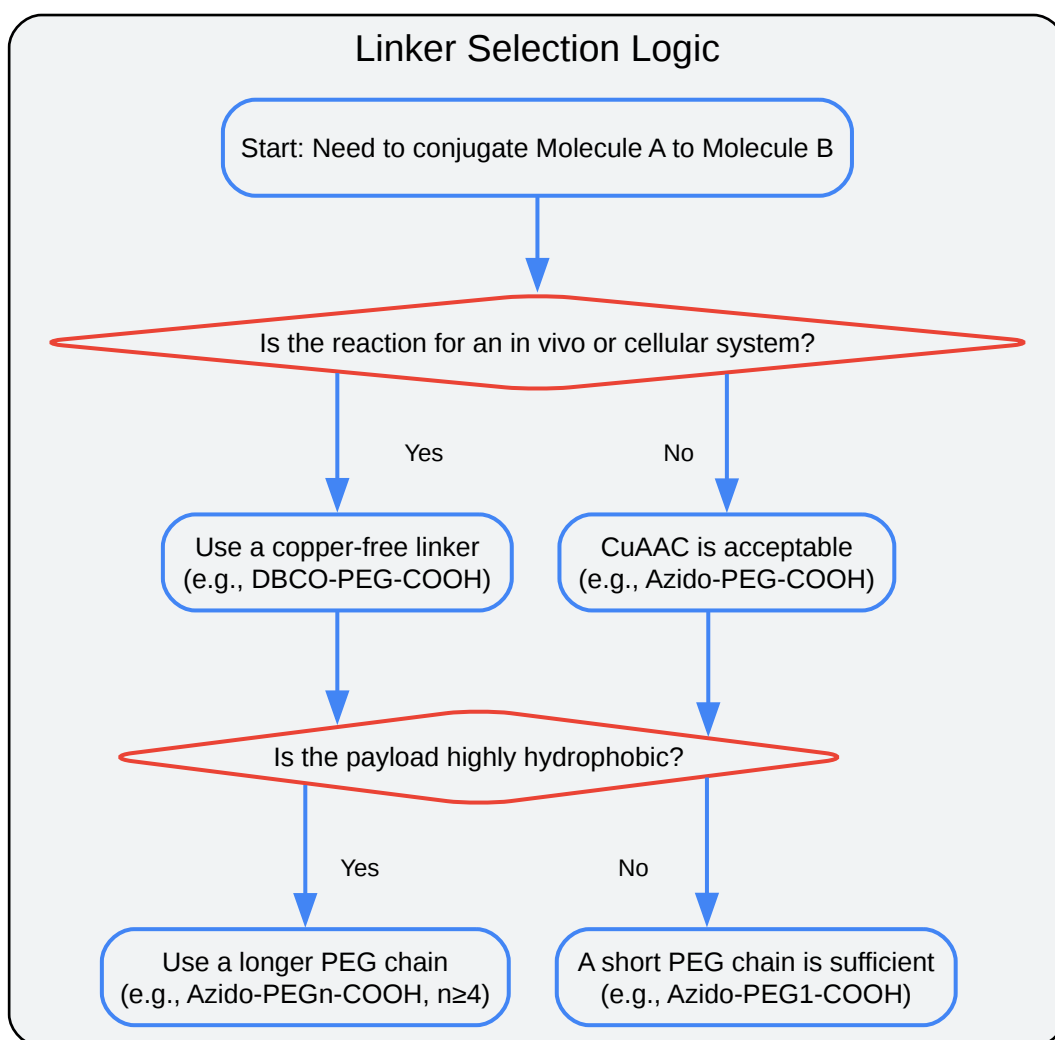 Linker Selection Logic
Start: Need to conjugate Molecule A to Molecule B
Is the reaction for an in vivo or cellular system?
Yes
No
Use a copper-free linker
(e.g., DBCO-PEG-COOH)
CuAAC is acceptable
(e.g., Azido-PEG-COOH)
Is the payload highly hydrophobic?
Yes
No
Use a longer PEG chain
(e.g., Azido-PEGn-COOH, n≥4)
A short PEG chain is sufficient
(e.g., Azido-PEG1-COOH)